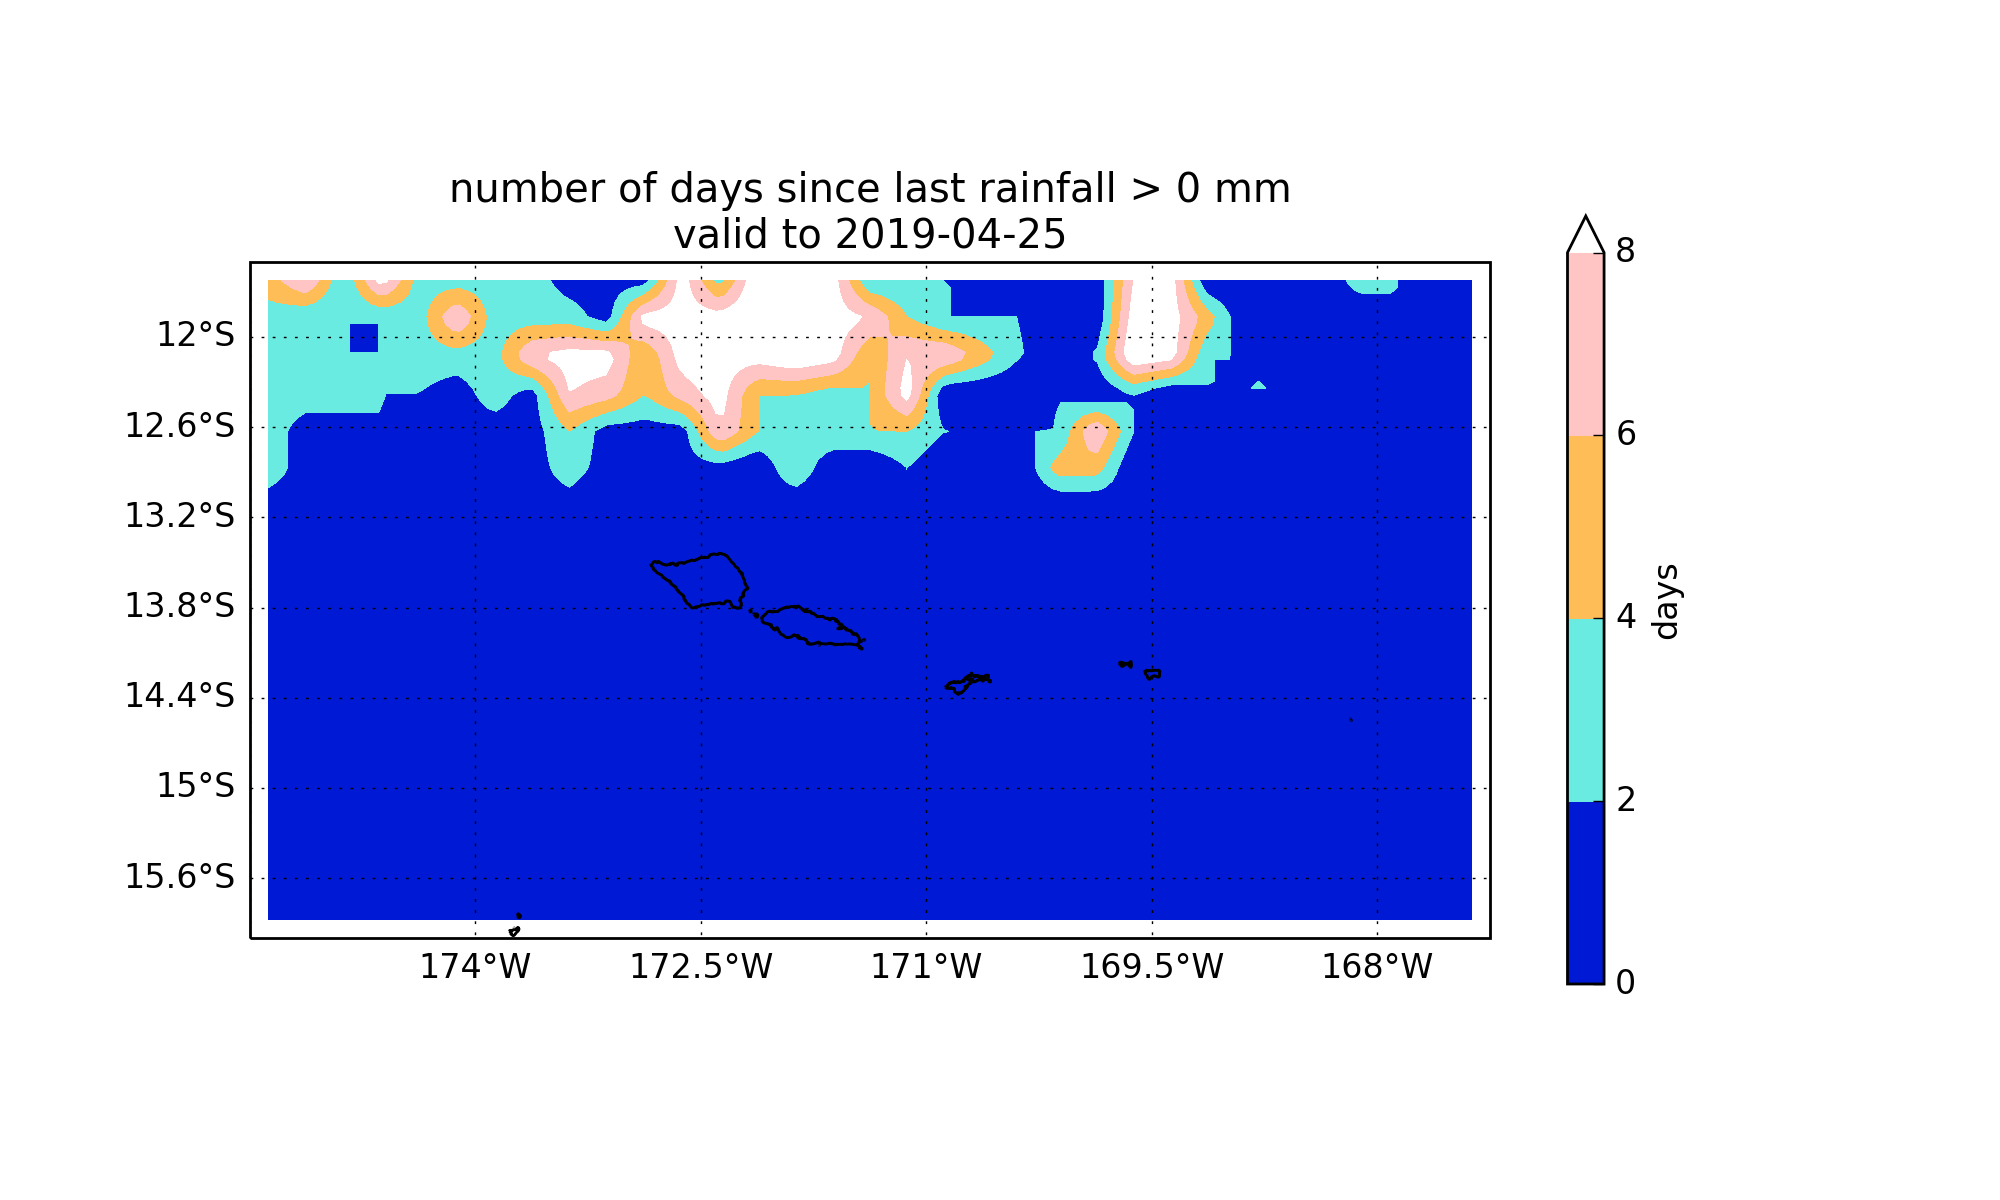 number of days since last rainfall > 0 mm
valid to 2019-04-25
12°S
12.6°S
13.2°S
13.8°S
14.4°S
15°S
15.6°S
174°W 172.5°W 171°W 169.5°W 168°W
8
6
4
2
0
days